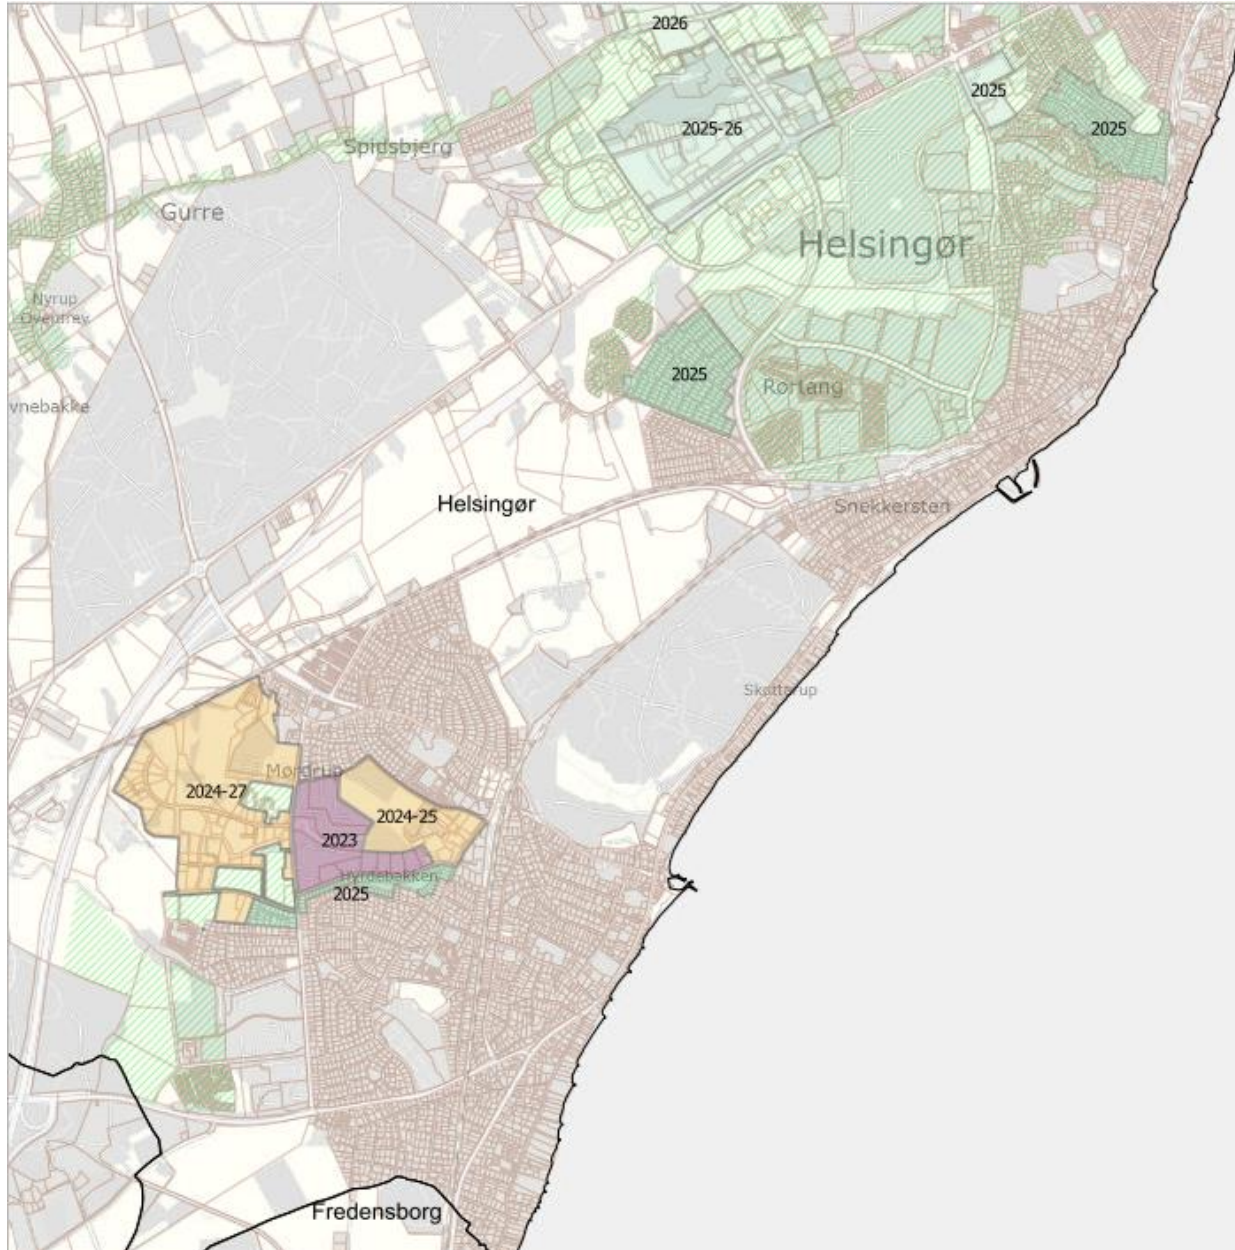 2026
2025
2025-26
2025
Spidsbjerg
Gurre
Helsingør
Nyrup
Overdrev
2025
Rørtang
vnebakke
Helsingør
Snekkersten
Skotterup
Mørdrup
2024-27
2024-25
2023
Hyrdebakken
2025
Fredensborg